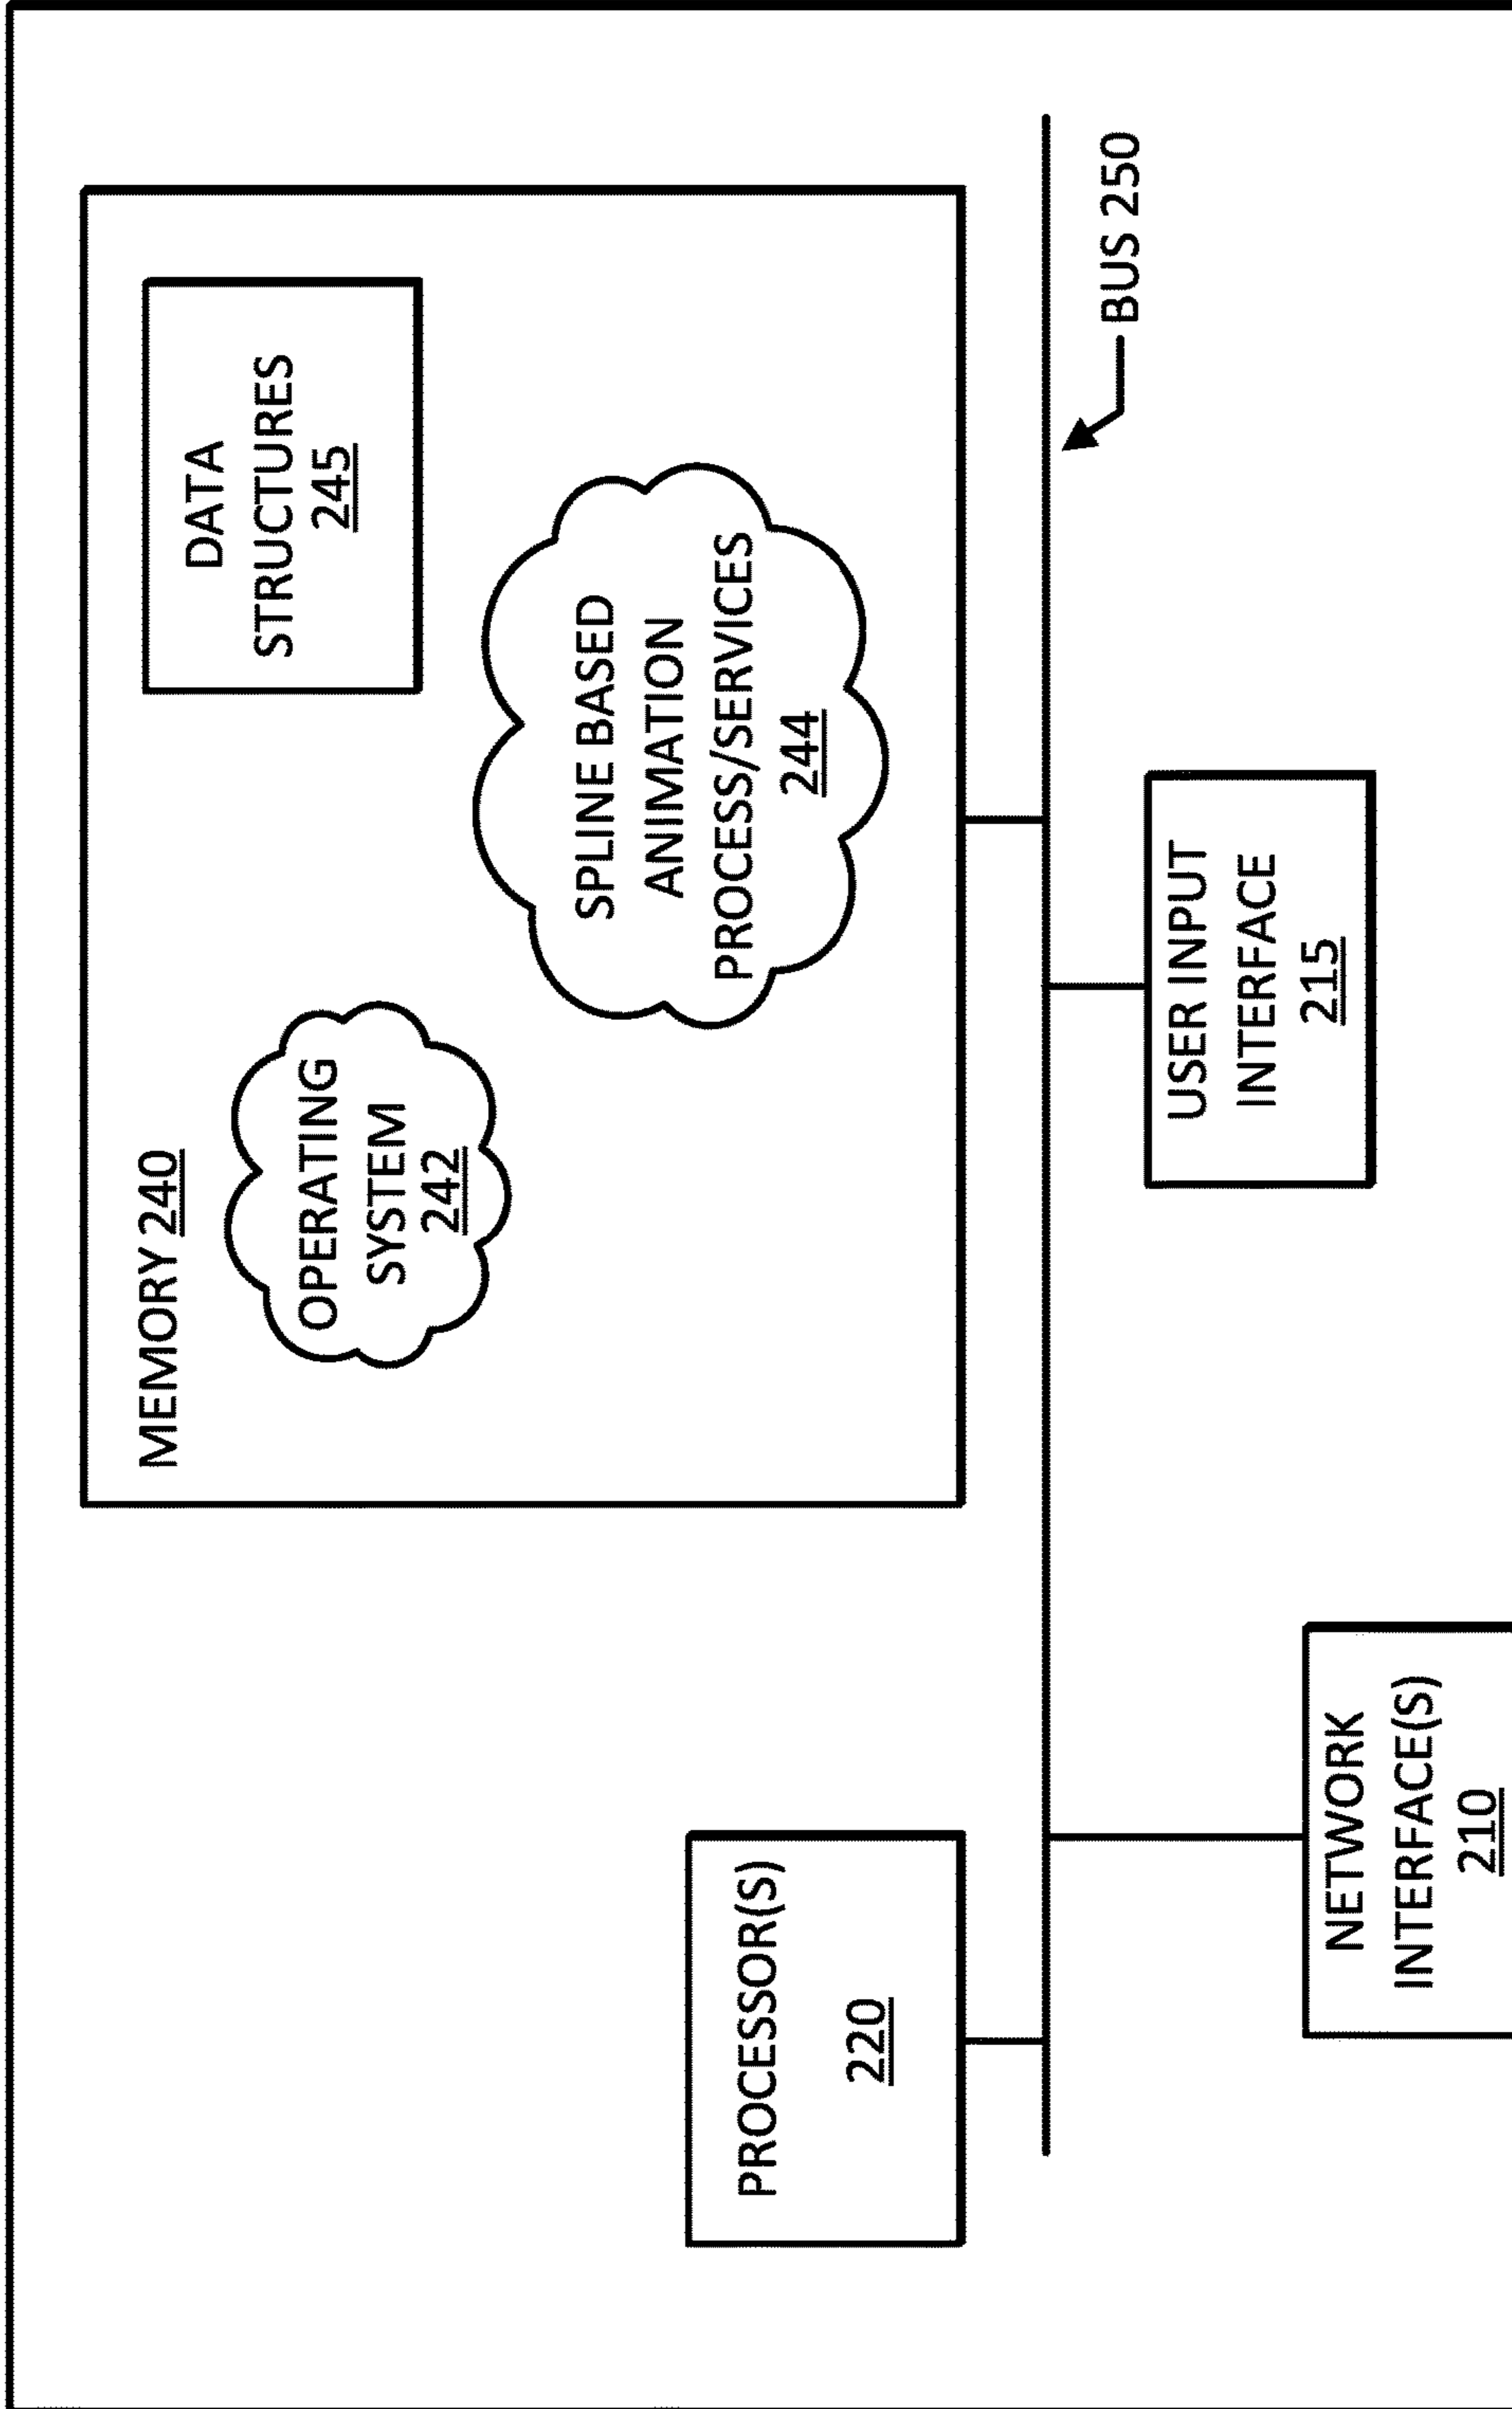 MEMORY 240
OPERATING
SYSTEM
242
DATA
STRUCTURES
245
SPLINE BASED
ANIMATION
PROCESS/SERVICES
244
PROCESSOR(S)
220
BUS 250
USER INPUT
INTERFACE
215
NETWORK
INTERFACE(S)
210